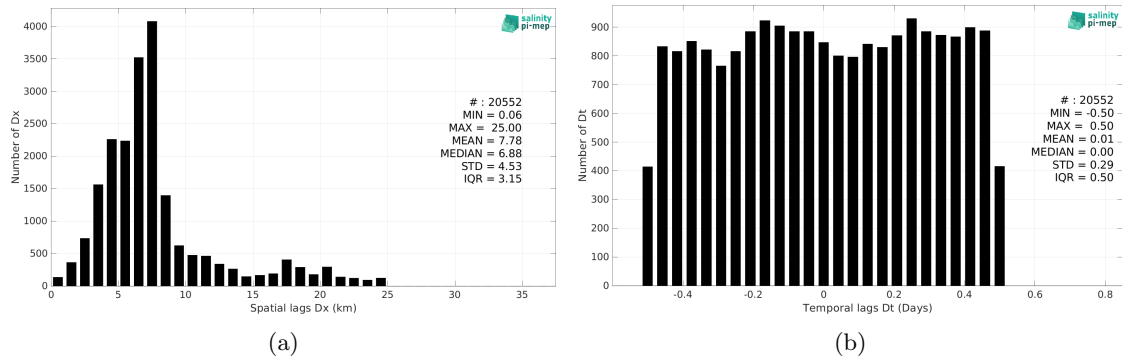 salinity
pi-mep
4000
3500
3000
2500
2000
1500
1000
500
0
Number of Dx
# : 20552
MIN = 0.06
MAX = 25.00
MEAN = 7.78
MEDIAN = 6.88
STD = 4.53
IQR = 3.15
0 5 10 15 20 25 30 35
Spatial lags Dx (km)
(a)
salinity
pi-mep
900
800
700
600
500
400
300
200
100
0
Number of Dt
# : 20552
MIN = -0.50
MAX = 0.50
MEAN = 0.01
MEDIAN = 0.00
STD = 0.29
IQR = 0.50
-0.4 -0.2 0 0.2 0.4 0.6 0.8
Temporal lags Dt (Days)
(b)